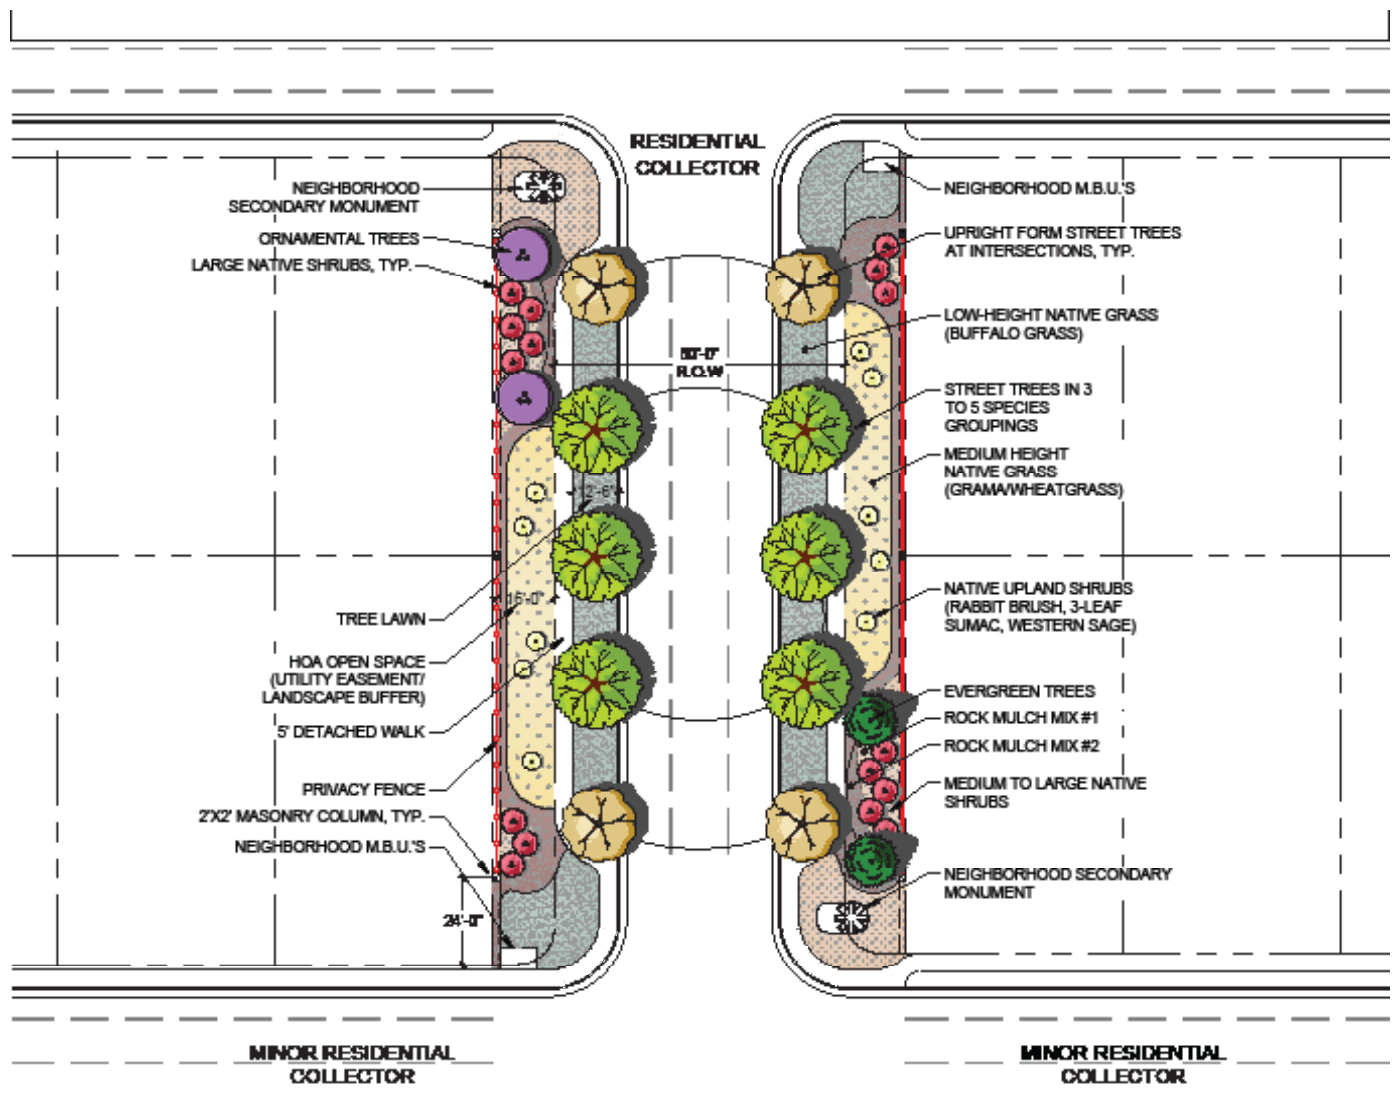 RESIDENTIAL
COLLECTOR
NEIGHBORHOOD
SECONDARY MONUMENT
ORNAMENTAL TREES
LARGE NATIVE SHRUBS, TYP.
TREE LAWN
HOA OPEN SPACE
(UTILITY EASEMENT/
LANDSCAPE BUFFER)
5' DETACHED WALK
PRIVACY FENCE
2'X2' MASONRY COLUMN, TYP.
NEIGHBORHOOD M.B.U.'S
24'-0"
R.O.W
12'-6"
NEIGHBORHOOD M.B.U.'S
UPRIGHT FORM STREET TREES
AT INTERSECTIONS, TYP.
LOW-HEIGHT NATIVE GRASS
(BUFFALO GRASS)
STREET TREES IN 3
TO 5 SPECIES
GROUPINGS
MEDIUM HEIGHT
NATIVE GRASS
(GRAMA/WHEATGRASS)
NATIVE UPLAND SHRUBS
(RABBIT BRUSH, 3-LEAF
SUMAC, WESTERN SAGE)
EVERGREEN TREES
ROCK MULCH MIX #1
ROCK MULCH MIX #2
MEDIUM TO LARGE NATIVE
SHRUBS
NEIGHBORHOOD SECONDARY
MONUMENT
MINOR RESIDENTIAL
COLLECTOR
MINOR RESIDENTIAL
COLLECTOR